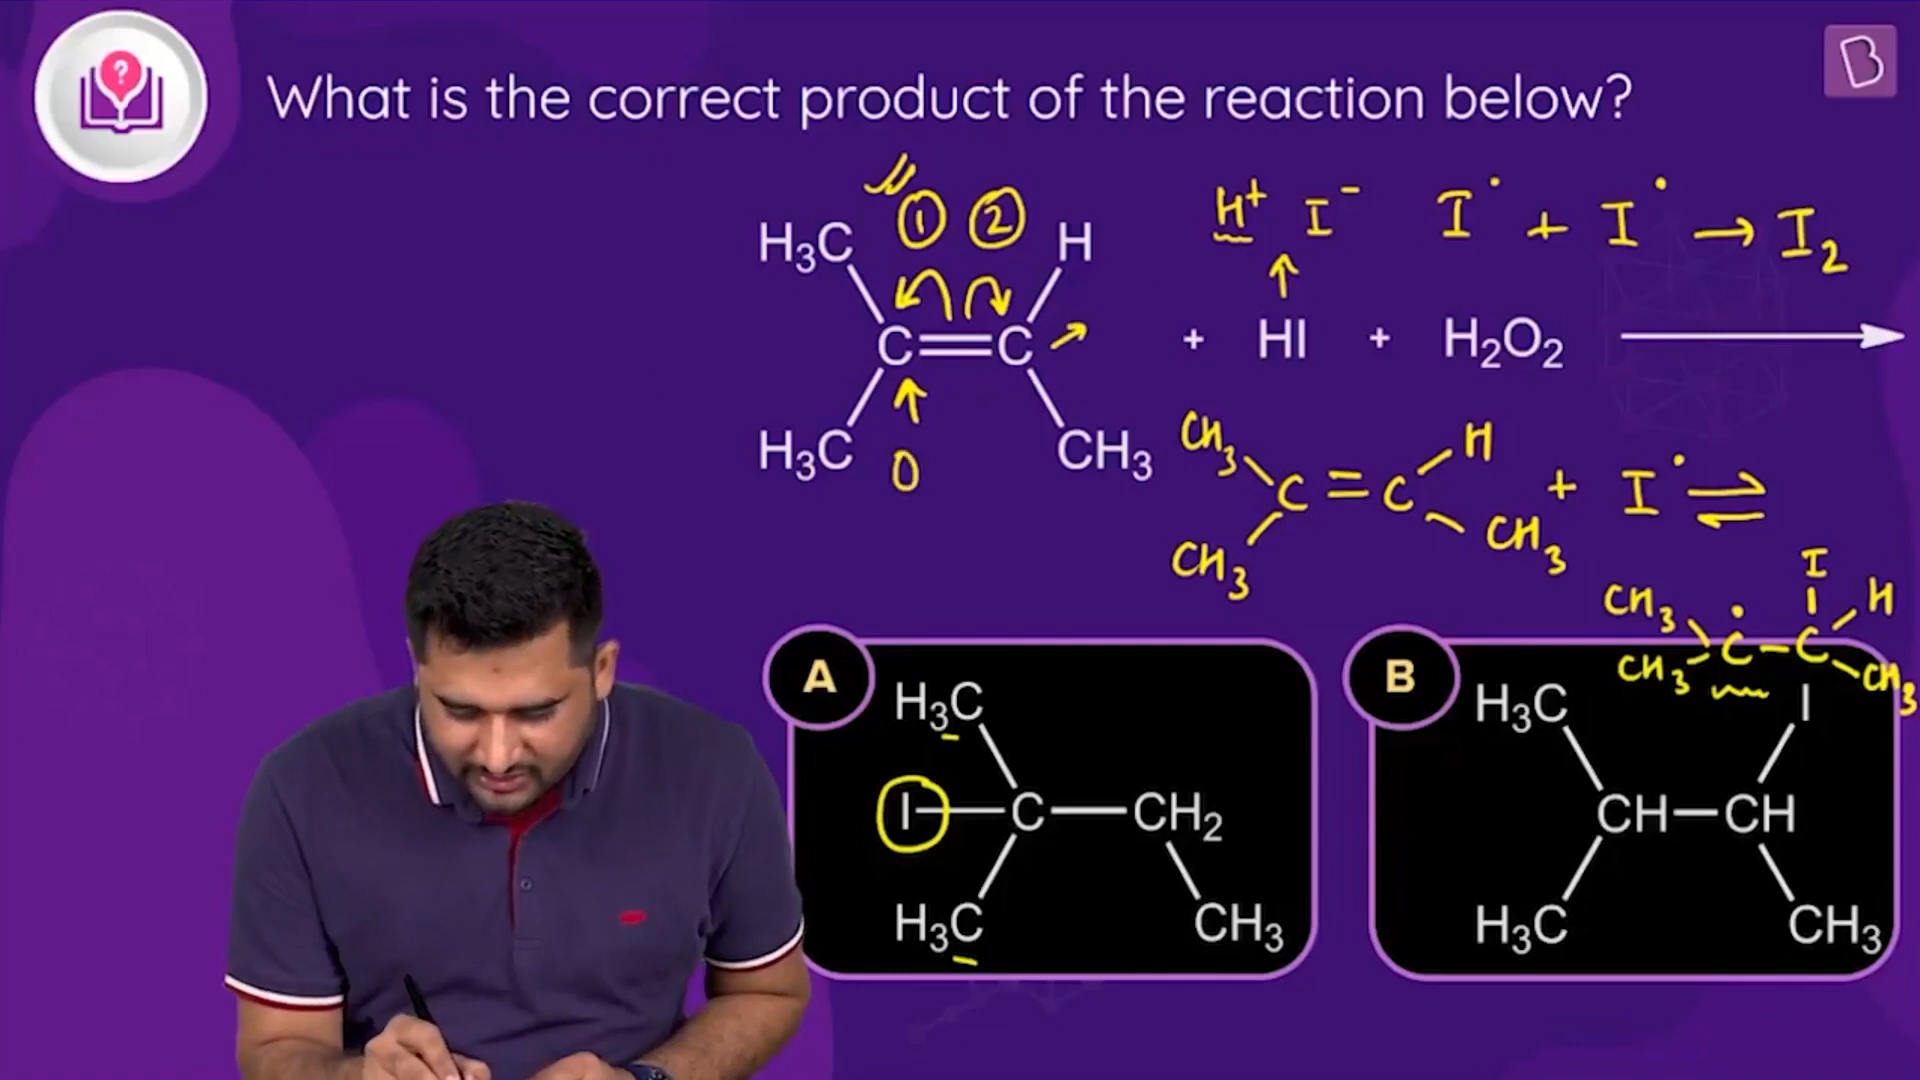 What is the correct product of the reaction below?
B
① ②
H⁺ I⁻ I• + I• → I₂
H₃C H
C=C + HI + H₂O₂ →
H₃C CH₃
0
CH₃ H
C=C + I• ⇌
CH₃ CH₃
I
CH₃ H
•C–C
CH₃ CH₃
A
H₃C
I–C–CH₂
H₃C CH₃
B
H₃C I
CH–CH
H₃C CH₃